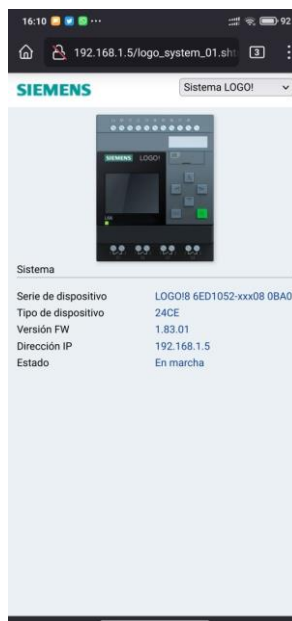 16:10
92
192.168.1.5/logo_system_01.sht
3
SIEMENS
Sistema LOGO!
SIEMENS LOGO!
Sistema
Serie de dispositivo LOGO!8 6ED1052-xxx08 0BA0
Tipo de dispositivo 24CE
Versión FW 1.83.01
Dirección IP 192.168.1.5
Estado En marcha